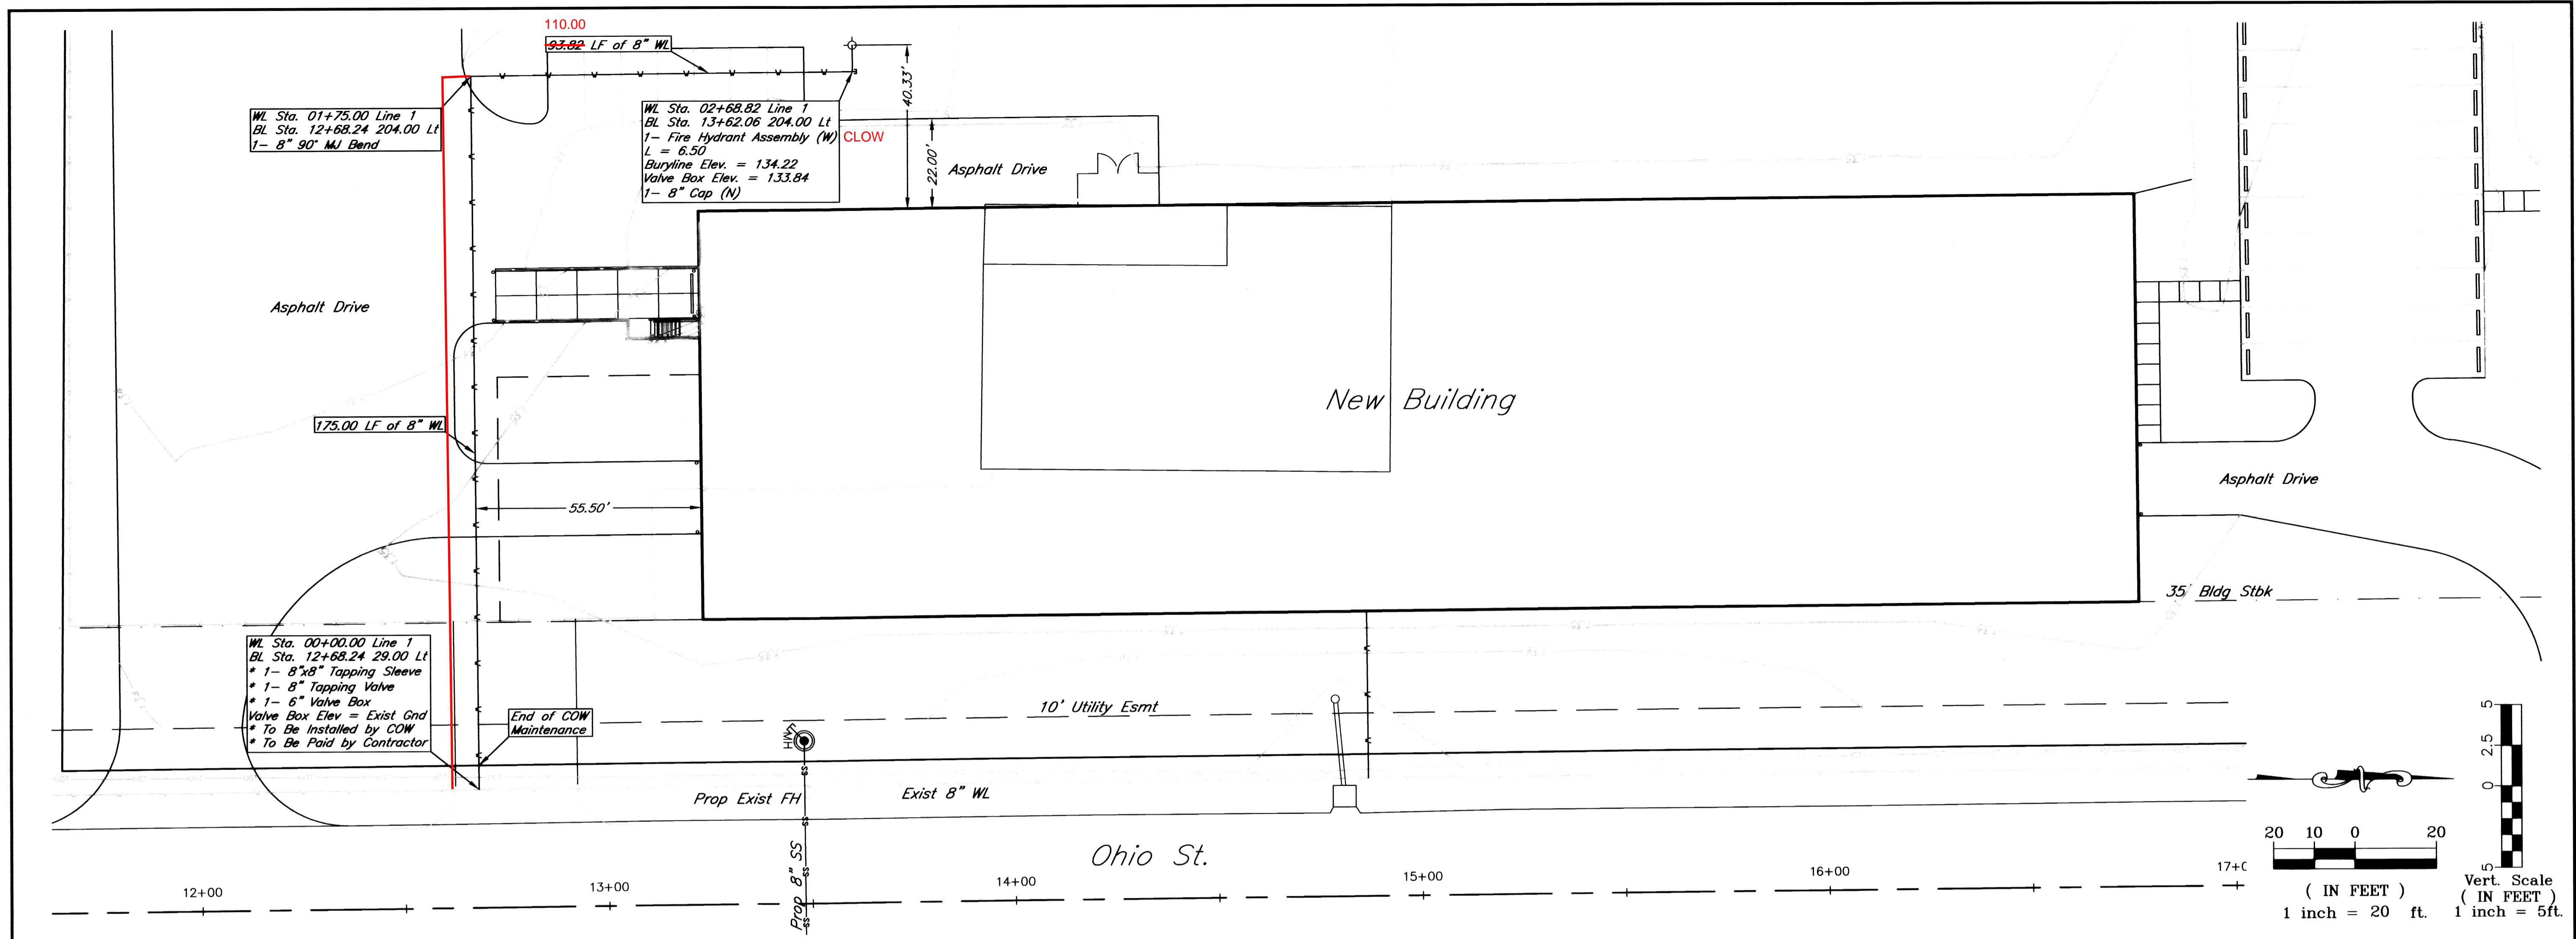 110.00
93.82 LF of 8" WL
WL Sta. 01+75.00 Line 1
BL Sta. 12+68.24 204.00 Lt
1- 8" 90° MJ Bend
WL Sta. 02+68.82 Line 1
BL Sta. 13+62.06 204.00 Lt
1- Fire Hydrant Assembly (W) CLOW
L = 6.50
Buryline Elev. = 134.22
Valve Box Elev. = 133.84
1- 8" Cap (N)
40.33'
22.00'
Asphalt Drive
Asphalt Drive
New Building
175.00 LF of 8" WL
55.50'
Asphalt Drive
35' Bldg Stbk
WL Sta. 00+00.00 Line 1
BL Sta. 12+68.24 29.00 Lt
* 1- 8"x8" Tapping Sleeve
* 1- 8" Tapping Valve
* 1- 6" Valve Box
Valve Box Elev = Exist Gnd
* To Be Installed by COW
* To Be Paid by Contractor
End of COW
Maintenance
10' Utility Esmt
Prop Exist FH
Exist 8" WL
Prop 8" SS
Ohio St.
12+00
13+00
14+00
15+00
16+00
20 10 0 20
( IN FEET )
1 inch = 20 ft.
5
2.5
0
5
Vert. Scale
( IN FEET )
1 inch = 5ft.